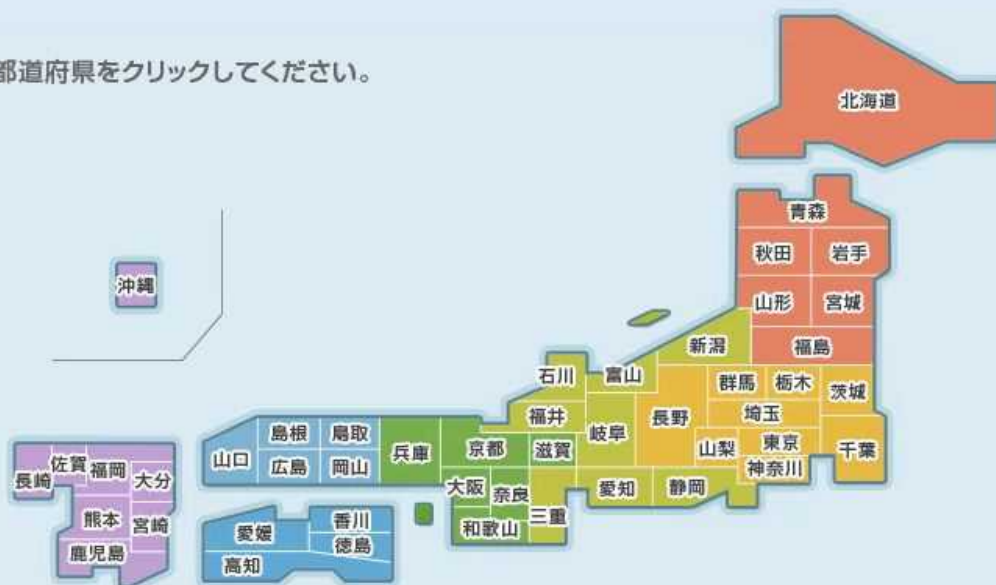 都道府県をクリックしてください。
北海道
青森
秋田
岩手
山形
宮城
福島
新潟
石川
富山
群馬
栃木
茨城
福井
岐阜
長野
埼玉
山梨
東京
千葉
神奈川
島根
鳥取
兵庫
京都
滋賀
山口
広島
岡山
大阪
奈良
愛知
静岡
三重
和歌山
沖縄
佐賀
福岡
大分
長崎
熊本
宮崎
鹿児島
愛媛
香川
徳島
高知